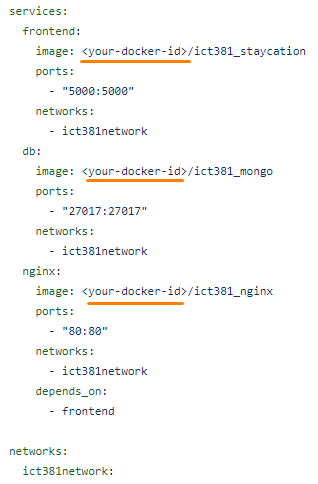 services:
  frontend:
    image: <your-docker-id>/ict381_staycation
    ports:
      - "5000:5000"
    networks:
      - ict381network
  db:
    image: <your-docker-id>/ict381_mongo
    ports:
      - "27017:27017"
    networks:
      - ict381network
  nginx:
    image: <your-docker-id>/ict381_nginx
    ports:
      - "80:80"
    networks:
      - ict381network
    depends_on:
      - frontend

networks:
  ict381network: